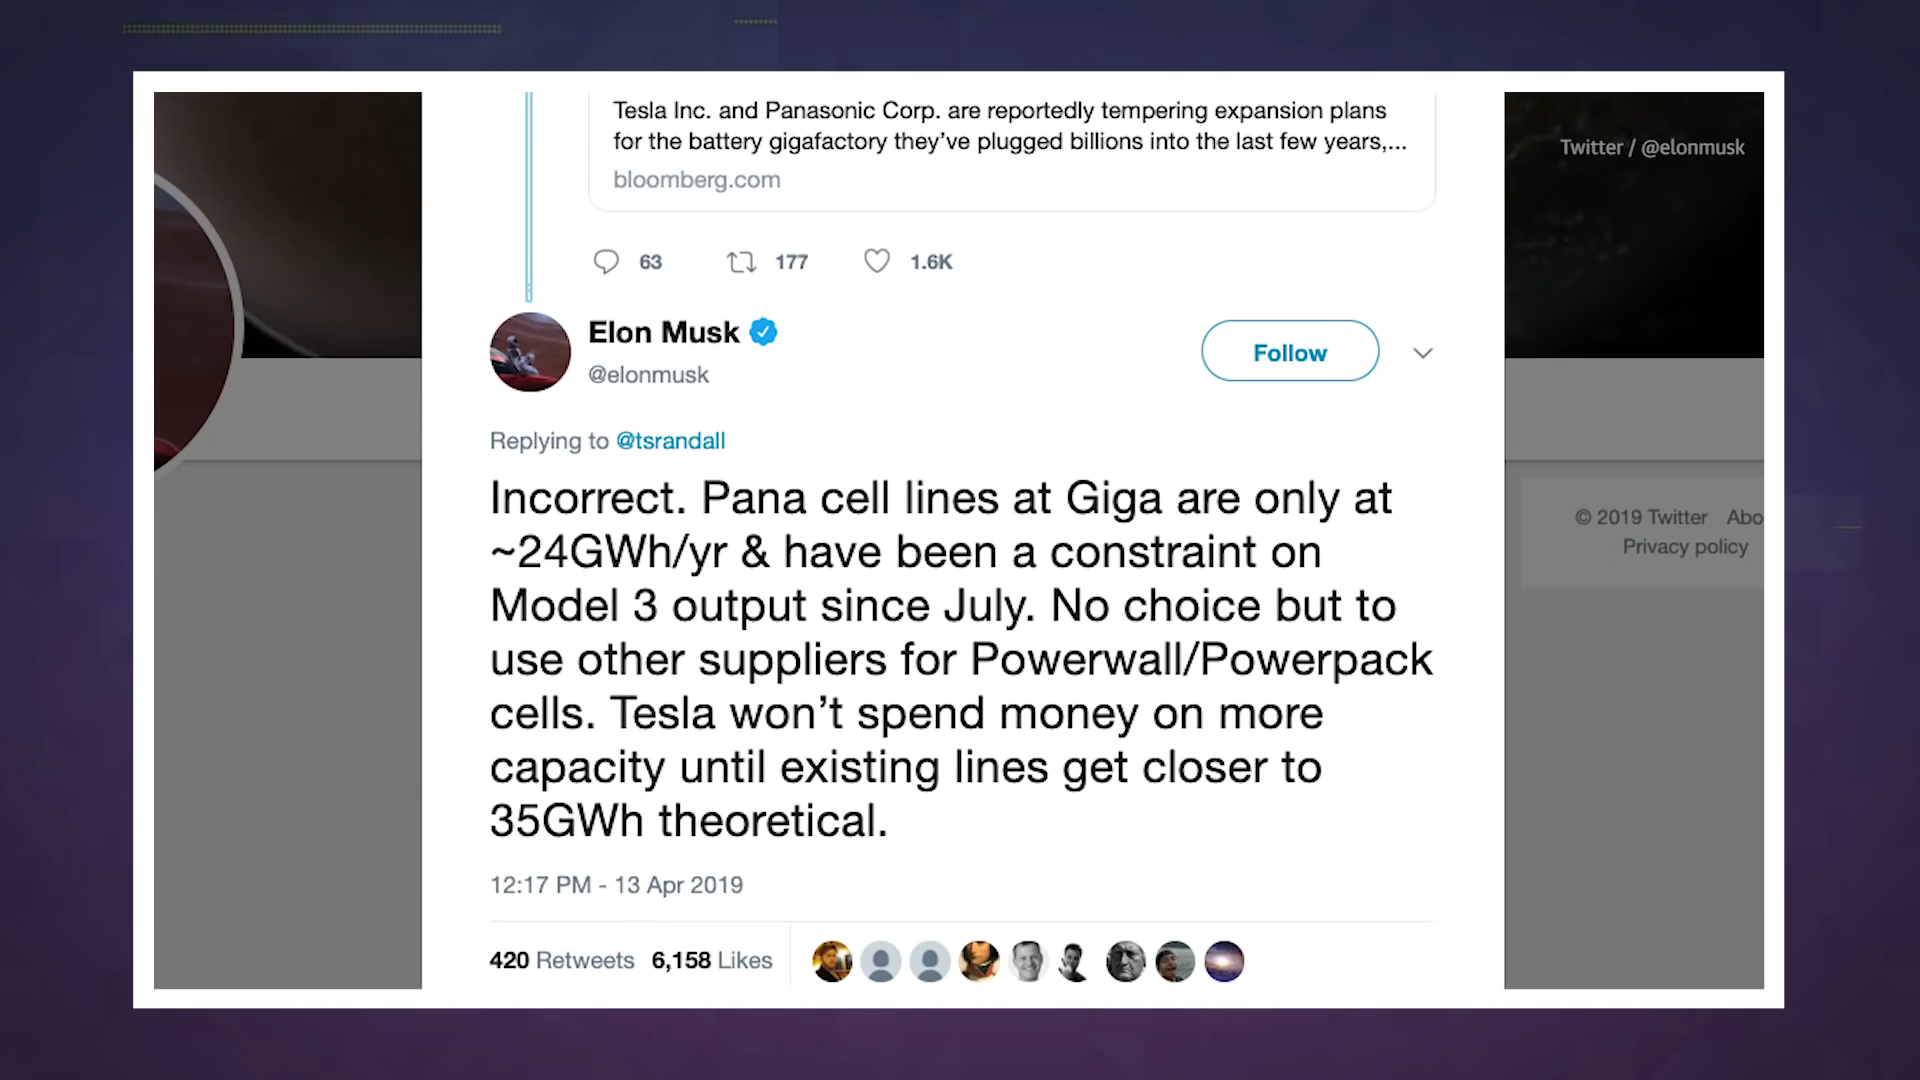 Tesla Inc. and Panasonic Corp. are reportedly tempering expansion plans
for the battery gigafactory they’ve plugged billions into the last few years,...
bloomberg.com
Twitter / @elonmusk
63 177 1.6K
Elon Musk
@elonmusk
Follow
Replying to @tsrandall
Incorrect. Pana cell lines at Giga are only at
~24GWh/yr & have been a constraint on
Model 3 output since July. No choice but to
use other suppliers for Powerwall/Powerpack
cells. Tesla won’t spend money on more
capacity until existing lines get closer to
35GWh theoretical.
12:17 PM - 13 Apr 2019
420 Retweets 6,158 Likes
© 2019 Twitter Abo
Privacy policy